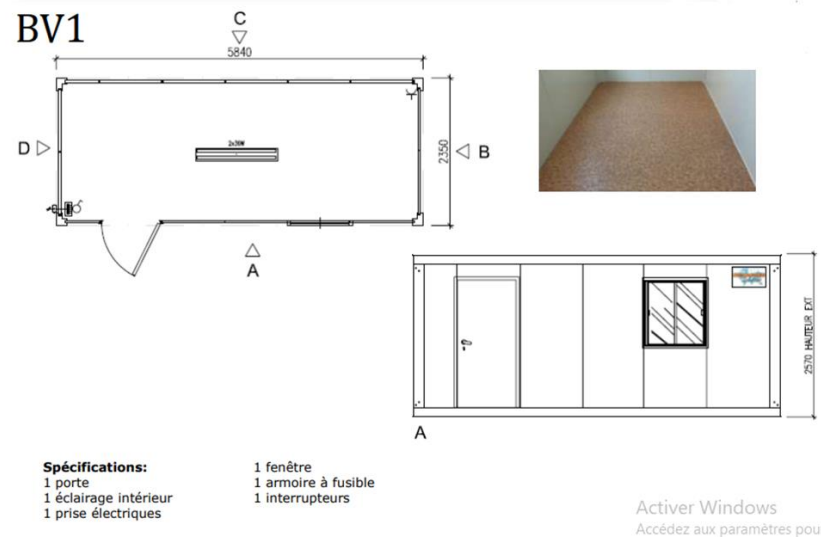 BV1
C
5840
D
2x36W
2350
B
A
2570 HAUTEUR EXT
A
Spécifications:
1 porte
1 éclairage intérieur
1 prise électriques
1 fenêtre
1 armoire à fusible
1 interrupteurs
Activer Windows
Accédez aux paramètres pou